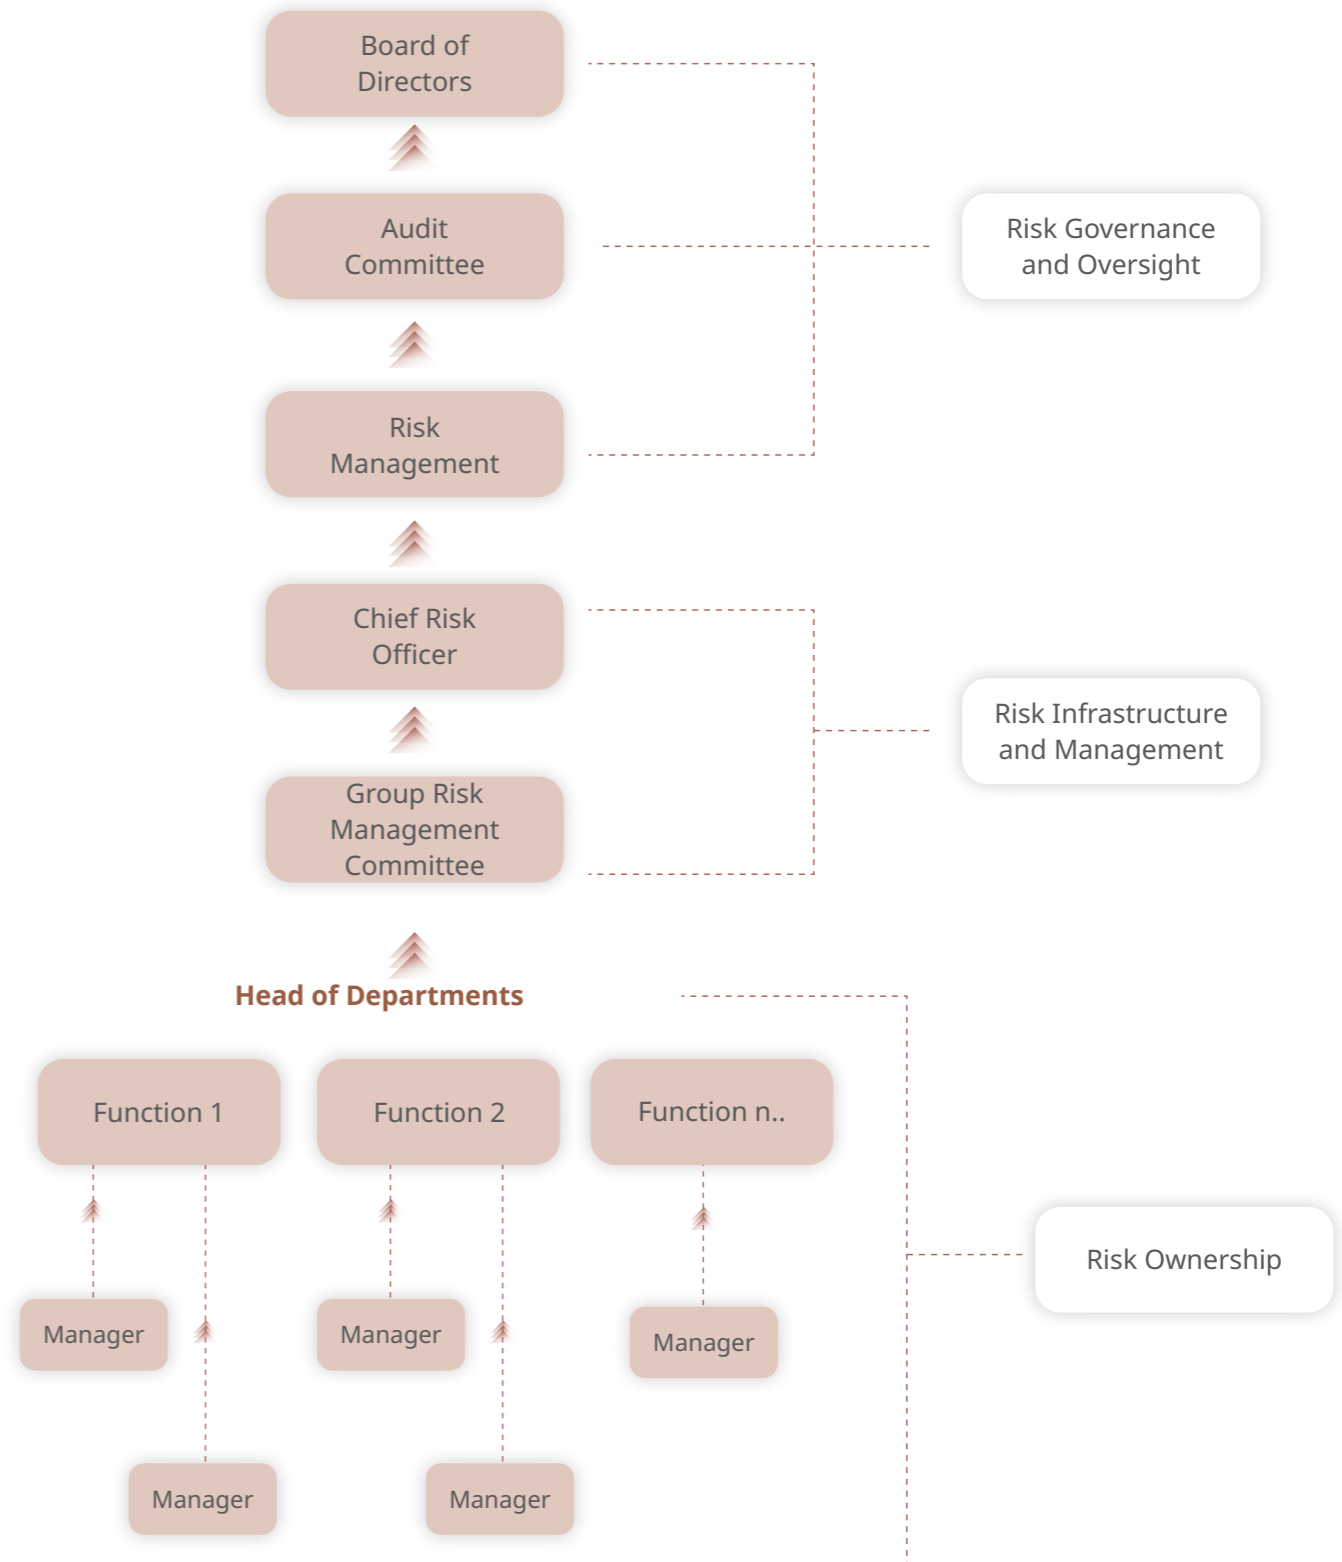 Board of
Directors
Audit
Committee
Risk Governance
and Oversight
Risk
Management
Chief Risk
Officer
Risk Infrastructure
and Management
Group Risk
Management
Committee
Head of Departments
Function 1
Function 2
Function n..
Risk Ownership
Manager
Manager
Manager
Manager
Manager